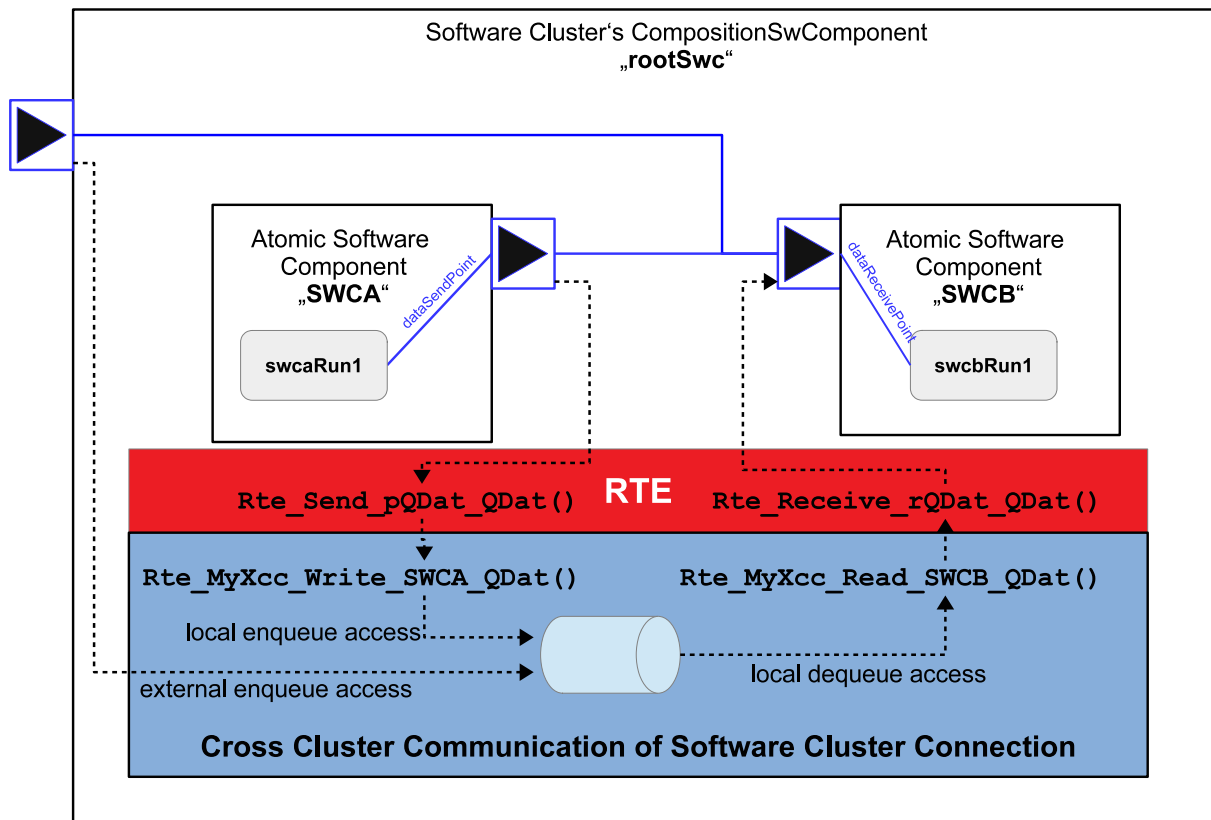 Software Cluster‘s CompositionSwComponent
„rootSwc“
Atomic Software
Component
„SWCA“
dataSendPoint
swcaRun1
Atomic Software
Component
„SWCB“
dataReceivePoint
swcbRun1
RTE
Rte_Send_pQDat_QDat()
Rte_Receive_rQDat_QDat()
Rte_MyXcc_Write_SWCA_QDat()
Rte_MyXcc_Read_SWCB_QDat()
local enqueue access
external enqueue access
local dequeue access
Cross Cluster Communication of Software Cluster Connection